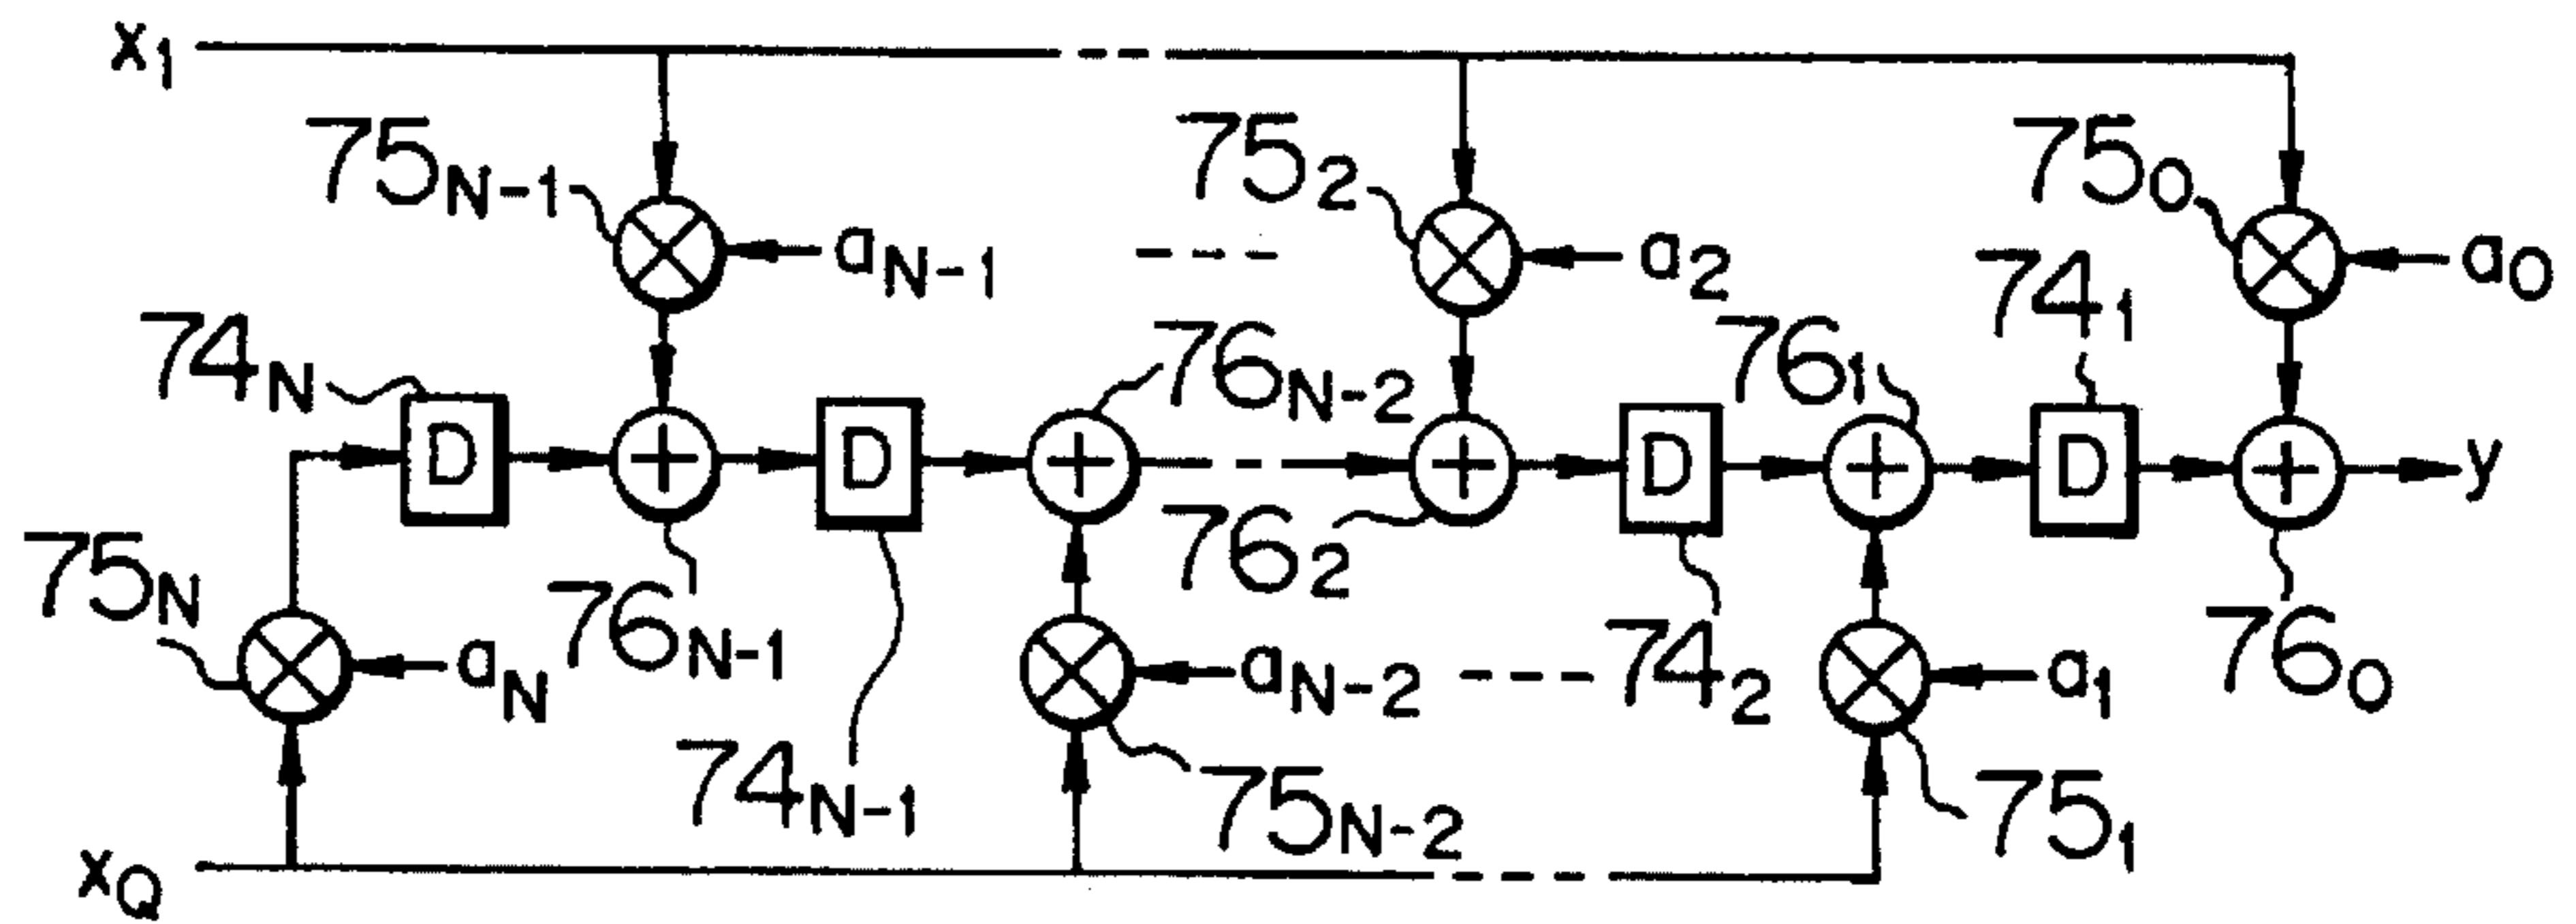 x₁
75N-1
75₂
75₀
aN-1
a₂
a₀
74₁
74N
76N-2
76₁
D
+
D
+
+
D
+
D
+
y
75N
76N-1
76₂
74₂
76₀
aN
aN-2
a₁
74N-1
75N-2
75₁
xQ